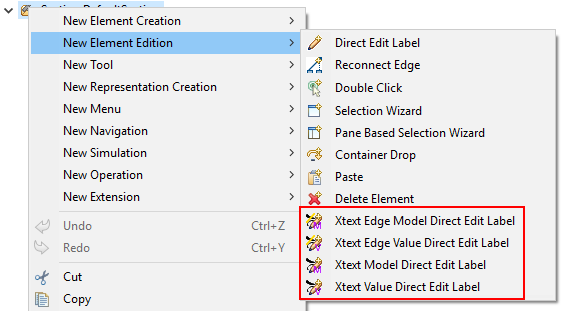 New Element Creation
New Element Edition
New Tool
New Representation Creation
New Menu
New Navigation
New Simulation
New Operation
New Extension
Undo Ctrl+Z
Redo Ctrl+Y
Cut
Copy
Direct Edit Label
Reconnect Edge
Double Click
Selection Wizard
Pane Based Selection Wizard
Container Drop
Paste
Delete Element
Xtext Edge Model Direct Edit Label
Xtext Edge Value Direct Edit Label
Xtext Model Direct Edit Label
Xtext Value Direct Edit Label